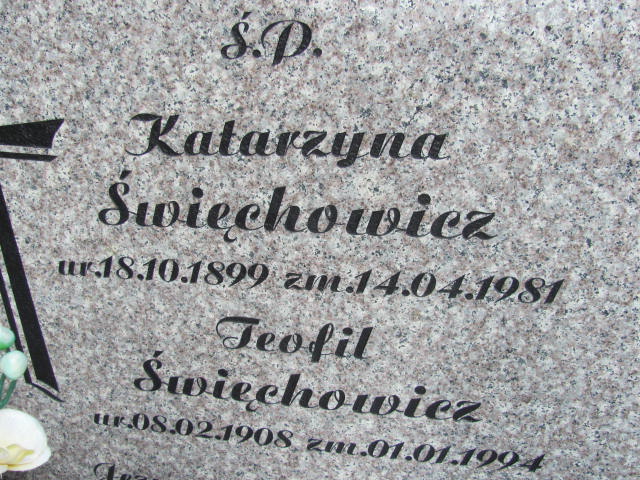 Ś.P.
Katarzyna
Święchowicz
ur.18.10.1899 zm.14.04.1981
Teofil
Święchowicz
ur.08.02.1908 zm.01.01.1994